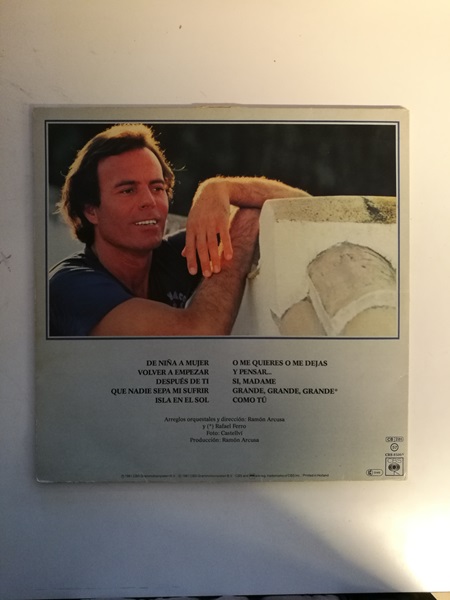 DE NIÑA A MUJER
VOLVER A EMPEZAR
DESPUÉS DE TI
QUE NADIE SEPA MI SUFRIR
ISLA EN EL SOL
O ME QUIERES O ME DEJAS
Y PENSAR...
SI, MADAME
GRANDE, GRANDE, GRANDE*
COMO TÚ
Arreglos orquestales y dirección: Ramón Arcusa
y (*) Rafael Ferro
Foto: Castellvi
Producción: Ramón Arcusa
CBS